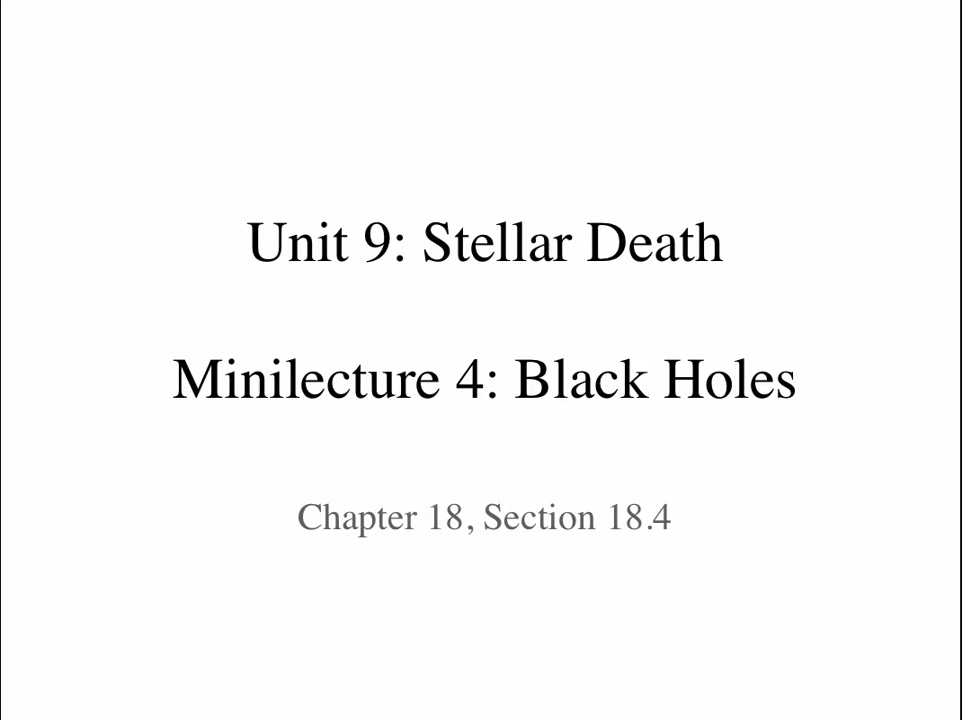 Unit 9: Stellar Death
Minilecture 4: Black Holes
Chapter 18, Section 18.4